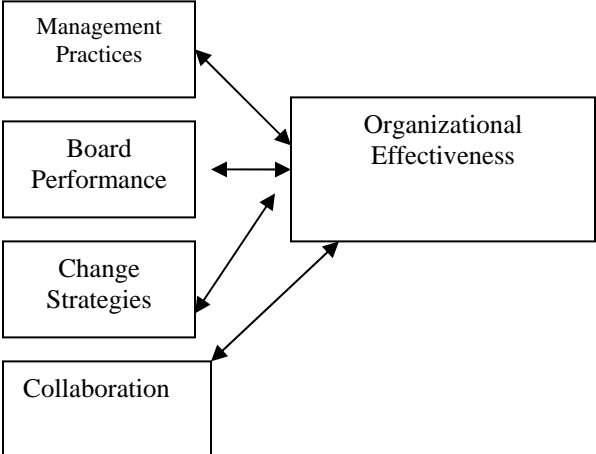 Management
Practices
Board
Performance
Change
Strategies
Collaboration
Organizational
Effectiveness